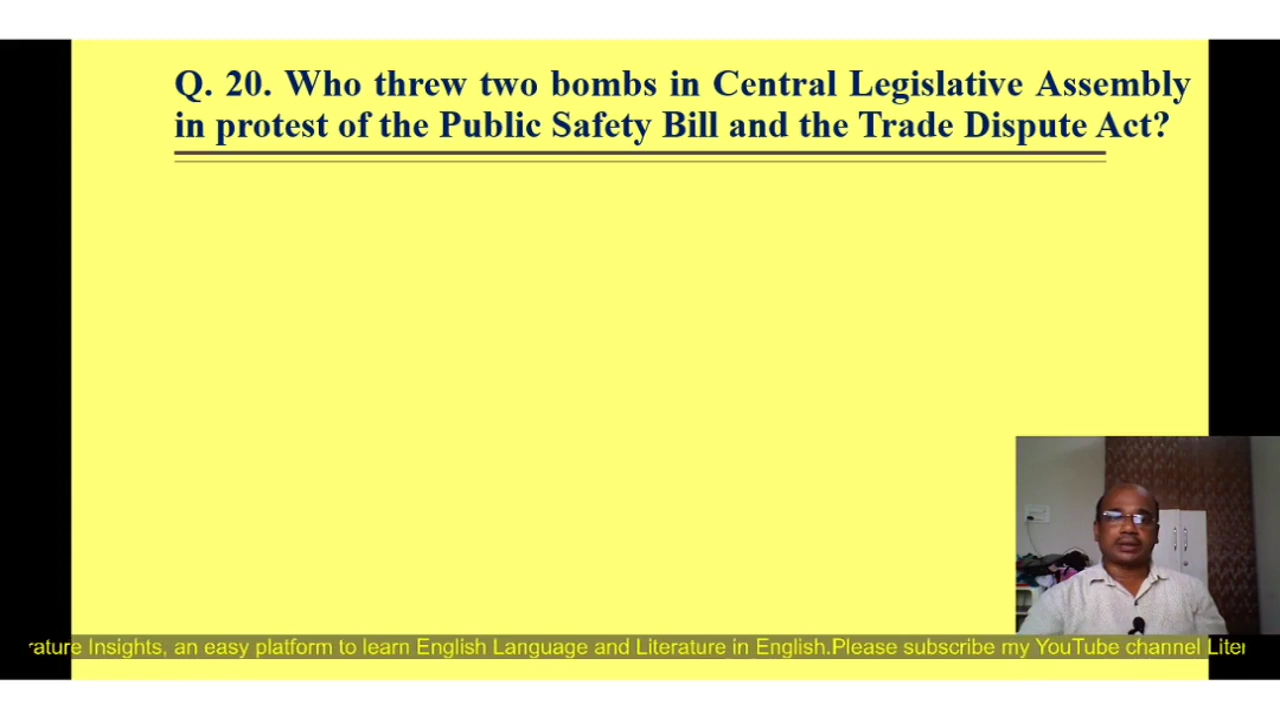 Q. 20. Who threw two bombs in Central Legislative Assembly
in protest of the Public Safety Bill and the Trade Dispute Act?
rature Insights, an easy platform to learn English Language and Literature in English.Please subscribe my YouTube channel Liter